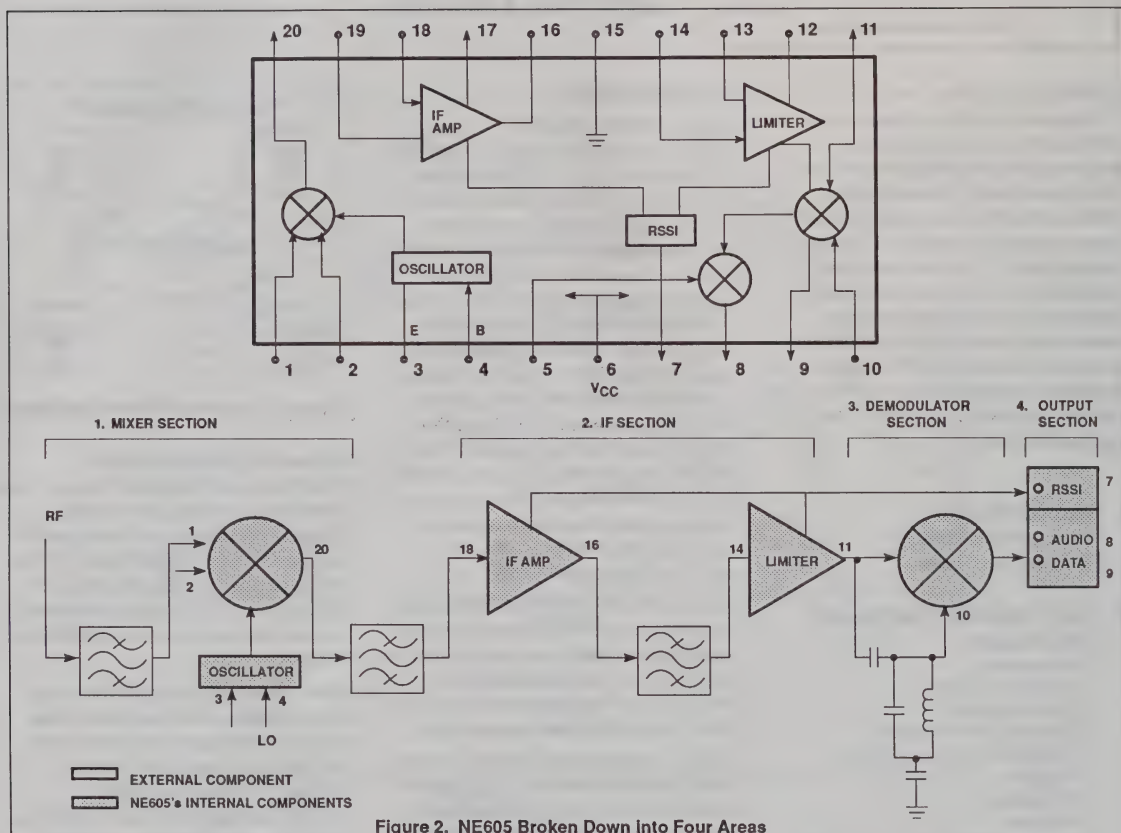 20 19 18 17 16 15 14 13 12 11
IF
AMP
LIMITER
RSSI
OSCILLATOR
E B
1 2 3 4 5 6 7 8 9 10
VCC
1. MIXER SECTION
2. IF SECTION
3. DEMODULATOR
SECTION
4. OUTPUT
SECTION
RF
1
2
20
OSCILLATOR
3 4
LO
18
IF AMP
16
14
LIMITER
11
10
RSSI 7
AUDIO 8
DATA 9
EXTERNAL COMPONENT
NE605's INTERNAL COMPONENTS
Figure 2. NE605 Broken Down into Four Areas